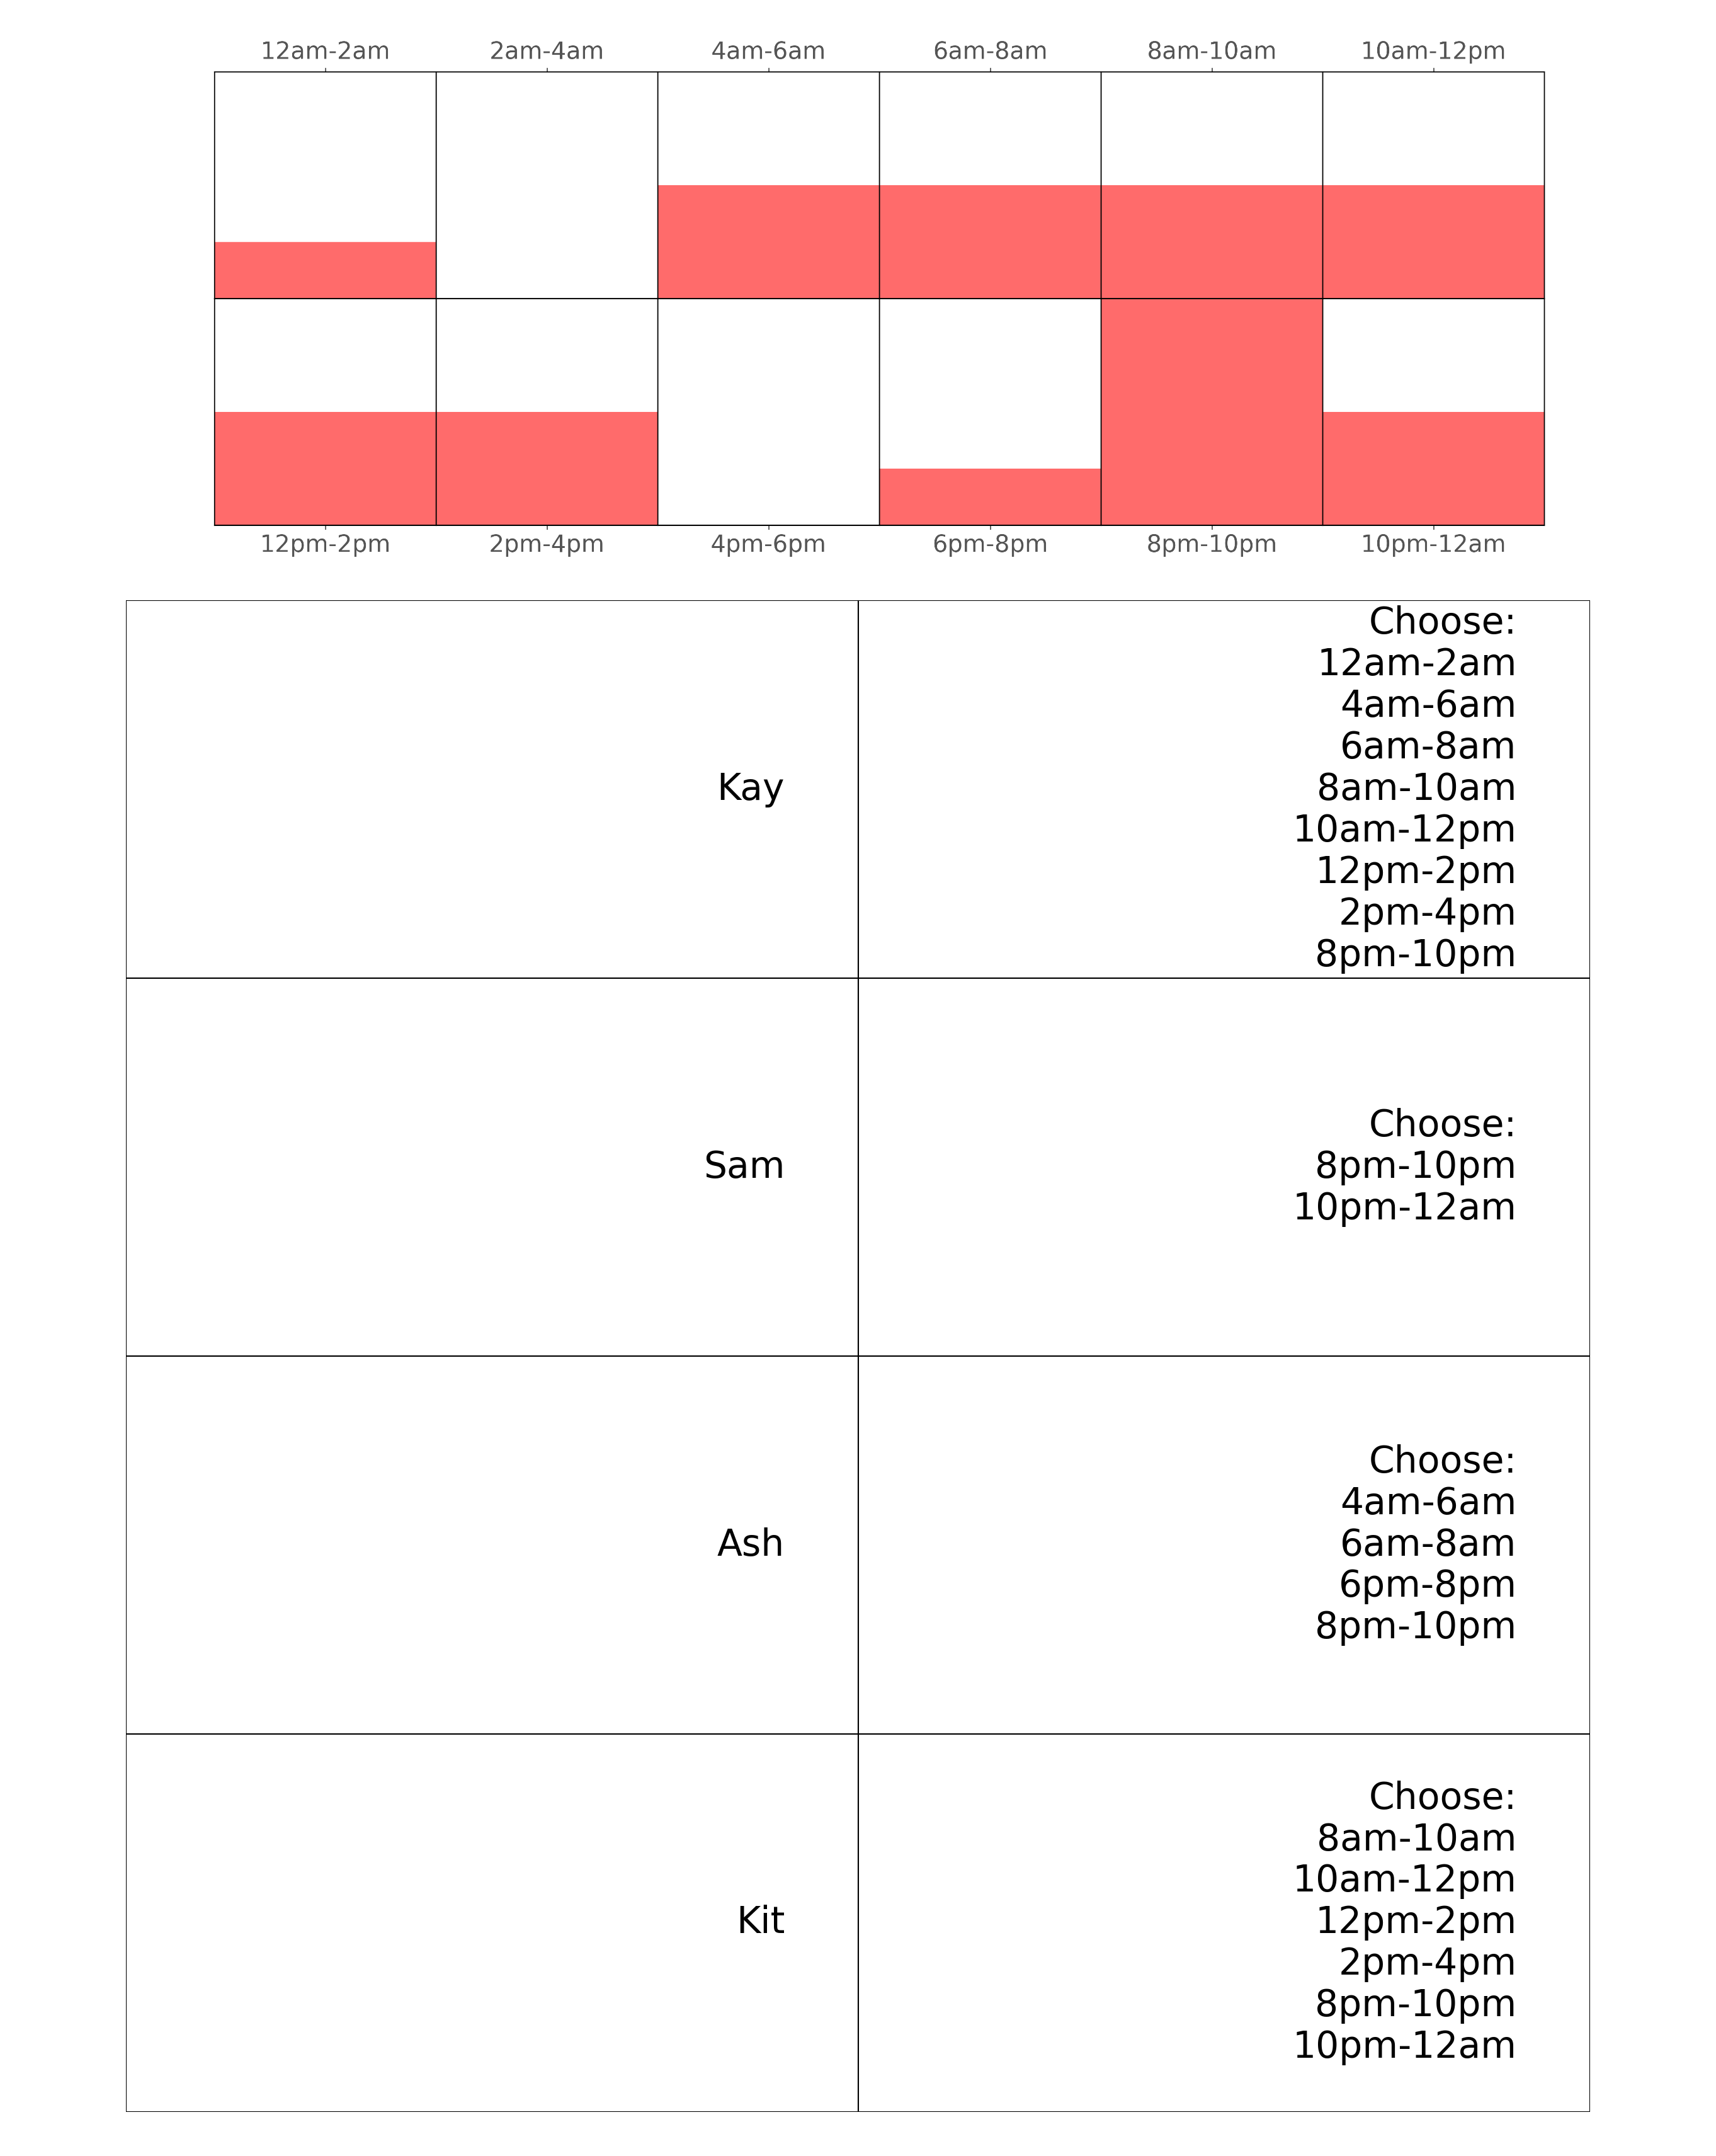 12am-2am 2am-4am 4am-6am 6am-8am 8am-10am 10am-12pm
12pm-2pm 2pm-4pm 4pm-6pm 6pm-8pm 8pm-10pm 10pm-12am
Kay
Choose:
12am-2am
4am-6am
6am-8am
8am-10am
10am-12pm
12pm-2pm
2pm-4pm
8pm-10pm
Sam
Choose:
8pm-10pm
10pm-12am
Ash
Choose:
4am-6am
6am-8am
6pm-8pm
8pm-10pm
Kit
Choose:
8am-10am
10am-12pm
12pm-2pm
2pm-4pm
8pm-10pm
10pm-12am